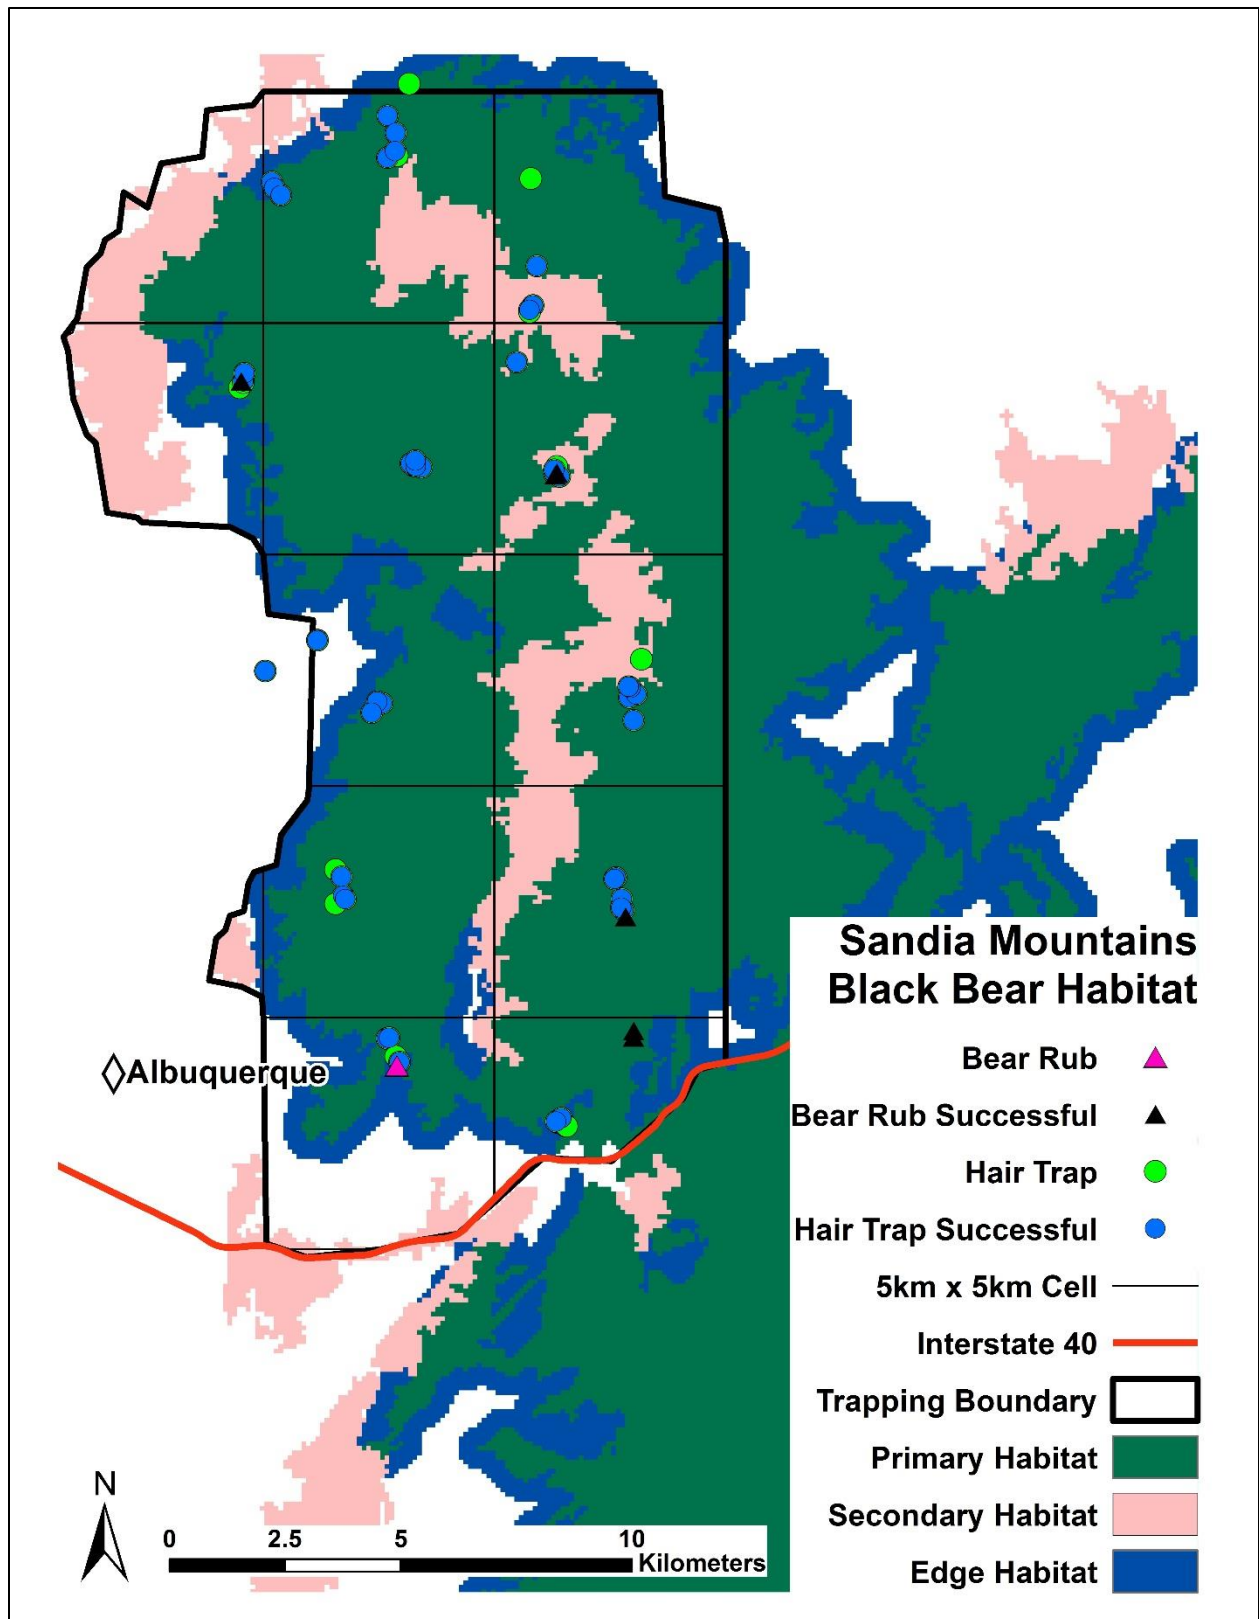 Albuquerque
Sandia Mountains
Black Bear Habitat
Bear Rub
Bear Rub Successful
Hair Trap
Hair Trap Successful
5km x 5km Cell
Interstate 40
Trapping Boundary
Primary Habitat
Secondary Habitat
Edge Habitat
N
0 2.5 5 10
Kilometers